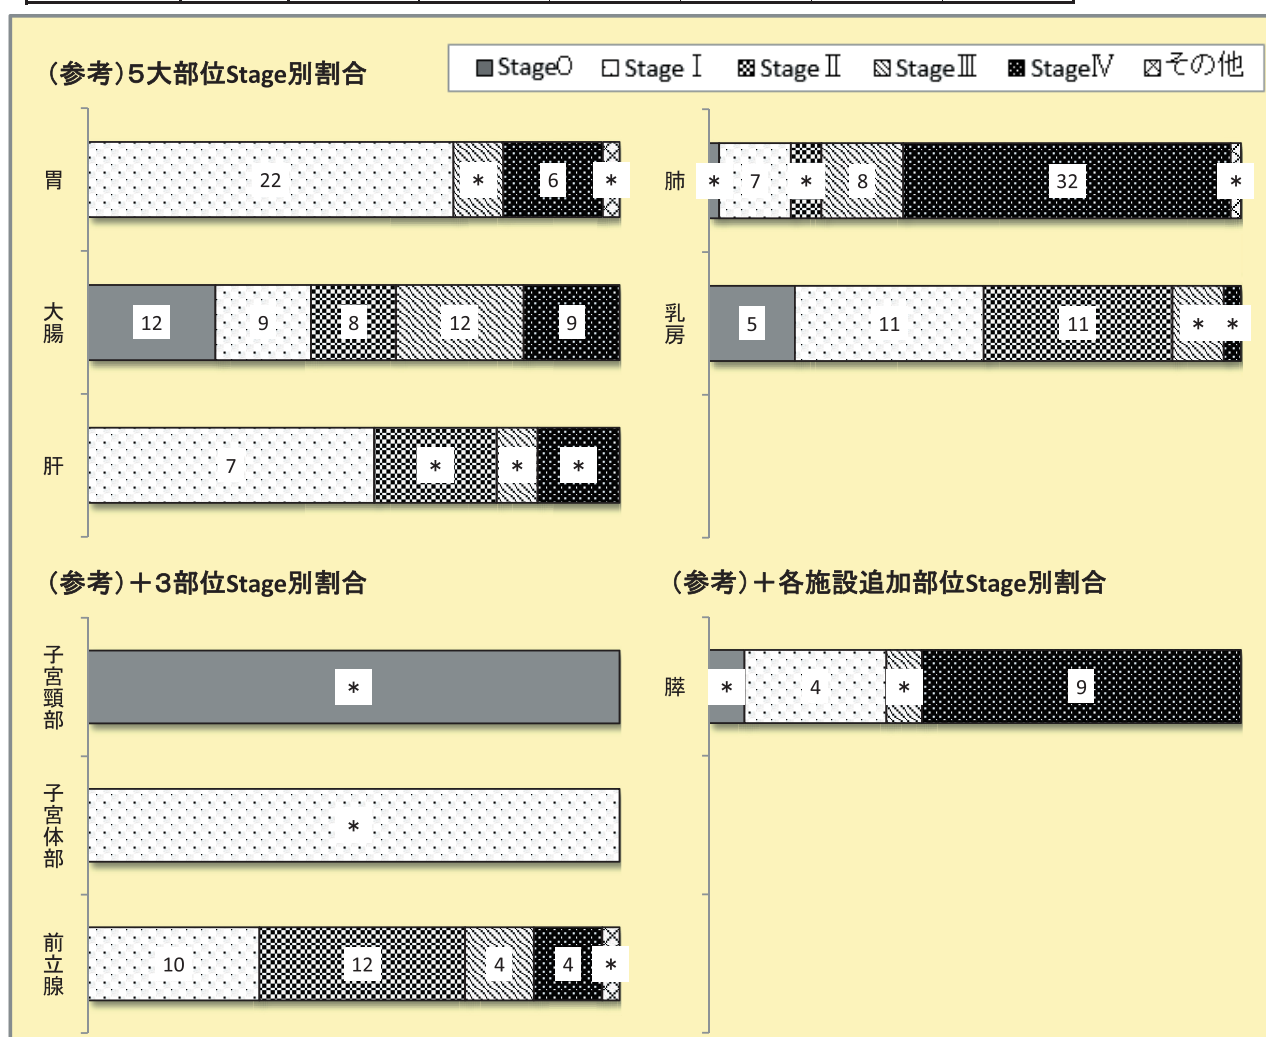 (参考)5大部位Stage別割合
Stage0 StageⅠ StageⅡ StageⅢ StageⅣ その他
胃 22 * 6 *
肺 * 7 * 8 32 *
大腸 12 9 8 12 9
乳房 5 11 11 * *
肝 7 * * *
(参考)+3部位Stage別割合
(参考)+各施設追加部位Stage別割合
子宮頸部 *
膵 * 4 * 9
子宮体部 *
前立腺 10 12 4 4 *